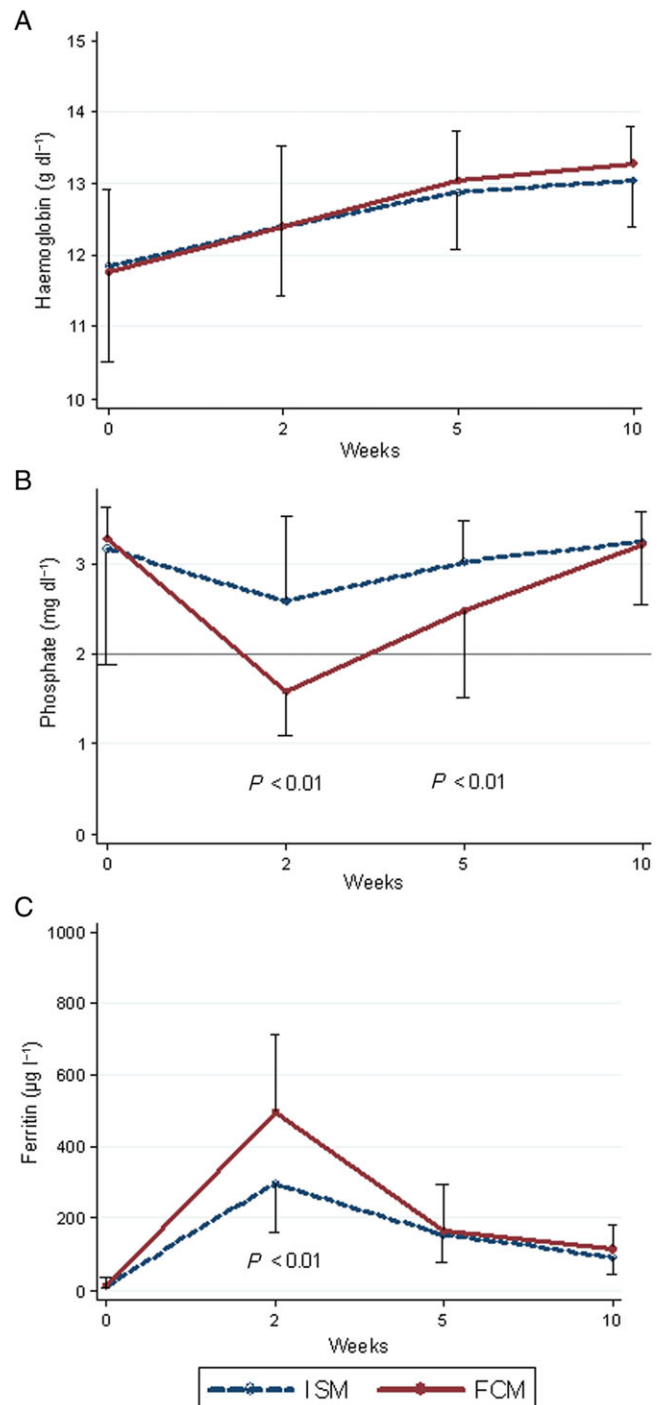 A
Haemoglobin (g dl⁻¹)
15
14
13
12
11
10
0 2 5 10
Weeks
B
Phosphate (mg dl⁻¹)
3
2
1
0
P <0.01 P <0.01
0 2 5 10
Weeks
C
Ferritin (µg l⁻¹)
1000
800
600
400
200
0
P <0.01
0 2 5 10
Weeks
ISM FCM